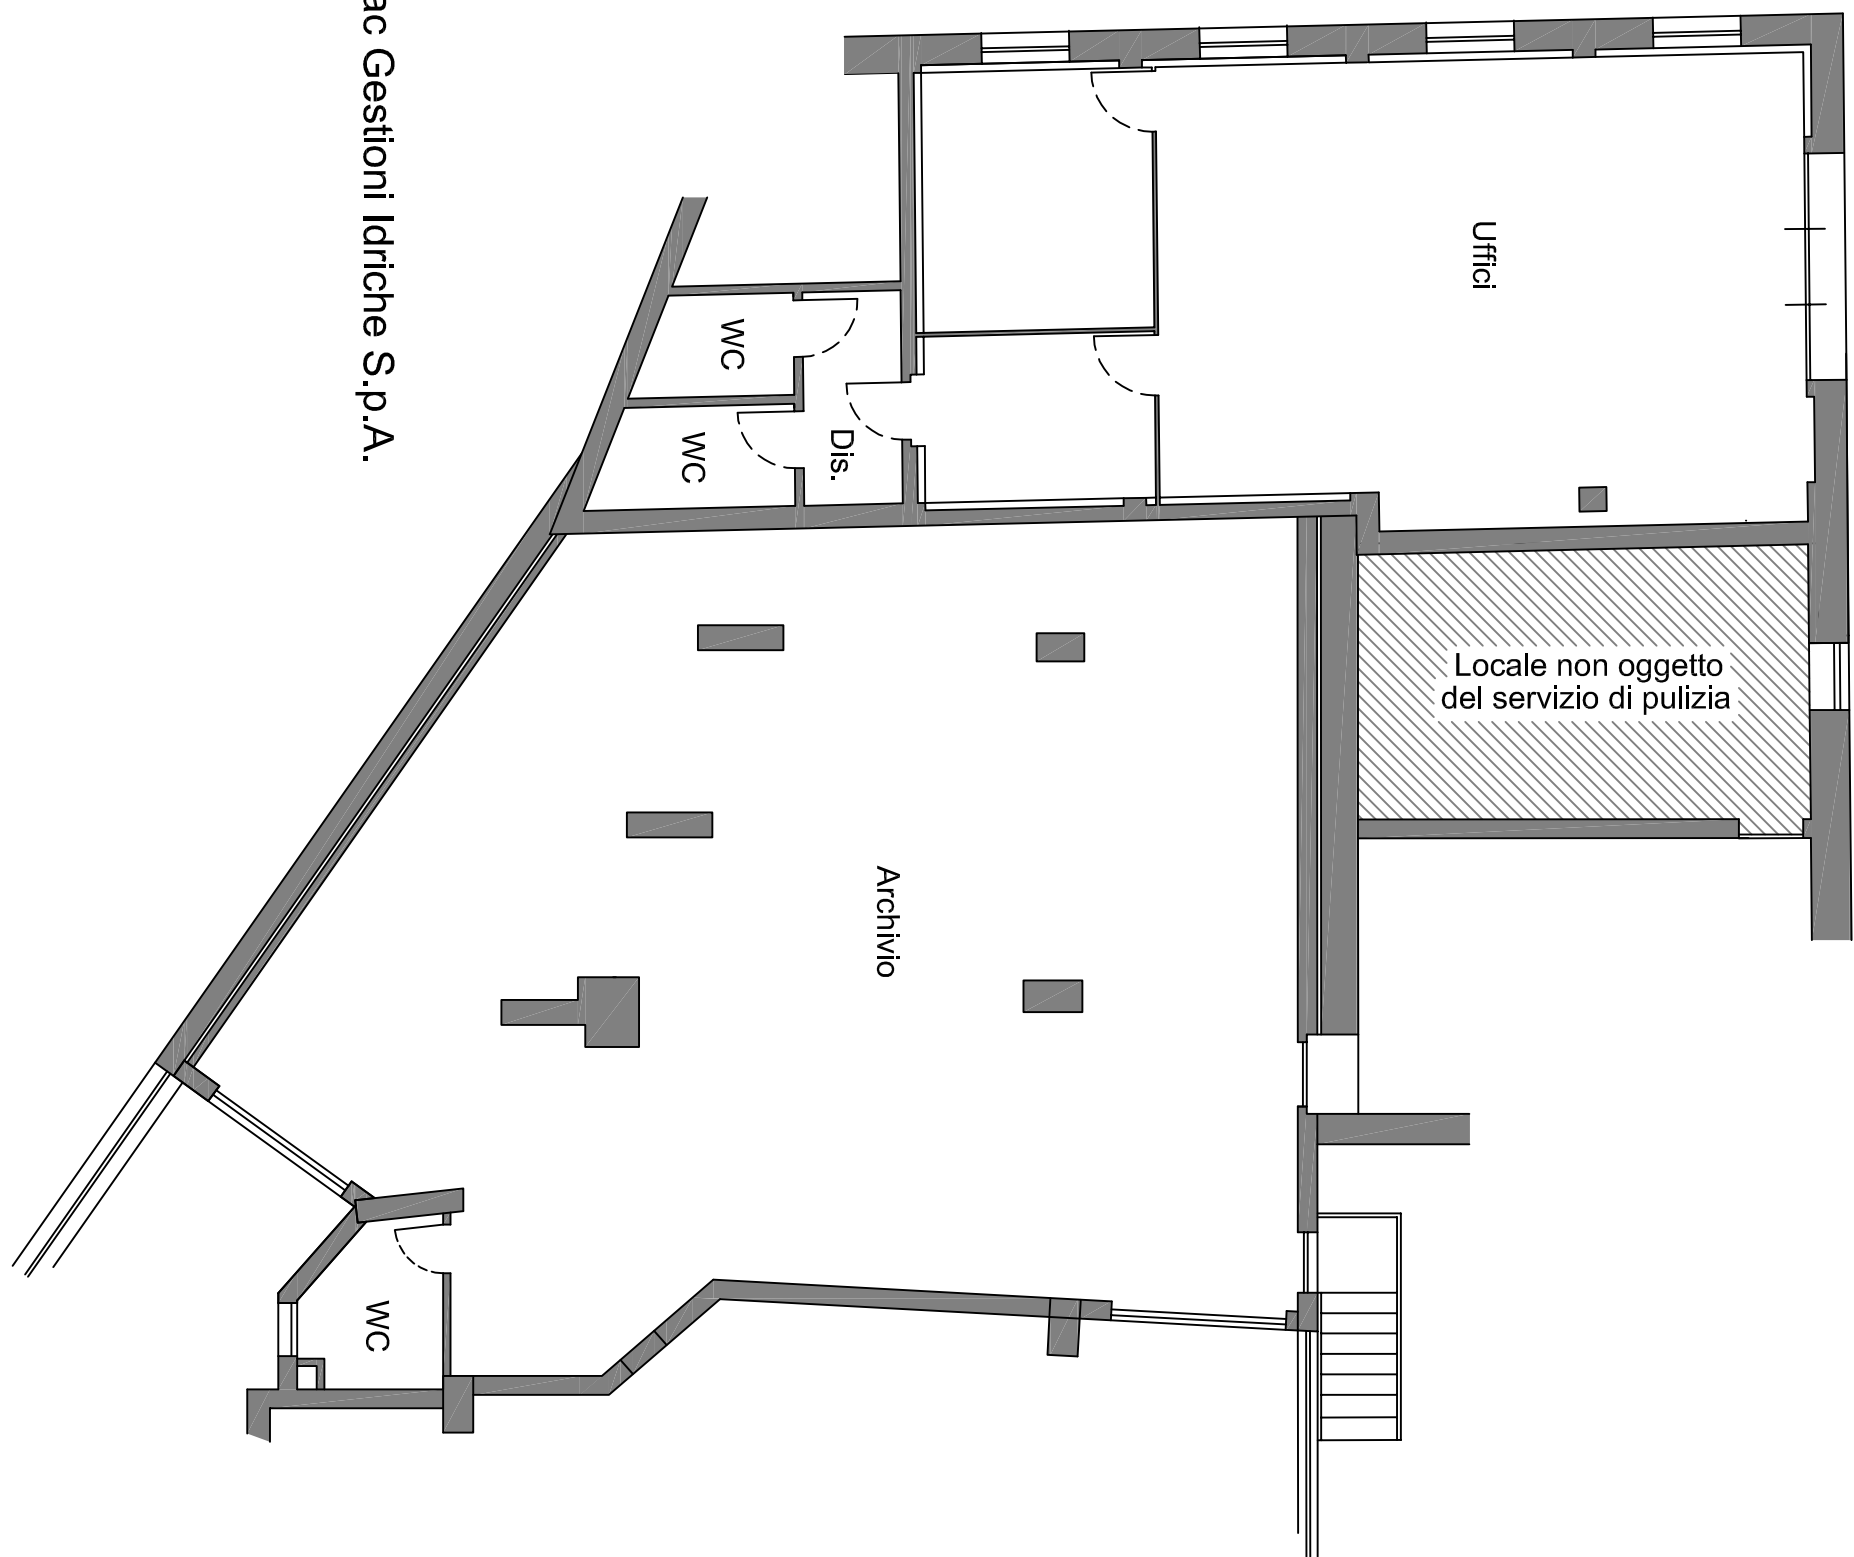 ac Gestioni Idriche S.p.A.
Uffici
WC
WC
Dis.
Locale non oggetto
del servizio di pulizia
Archivio
WC